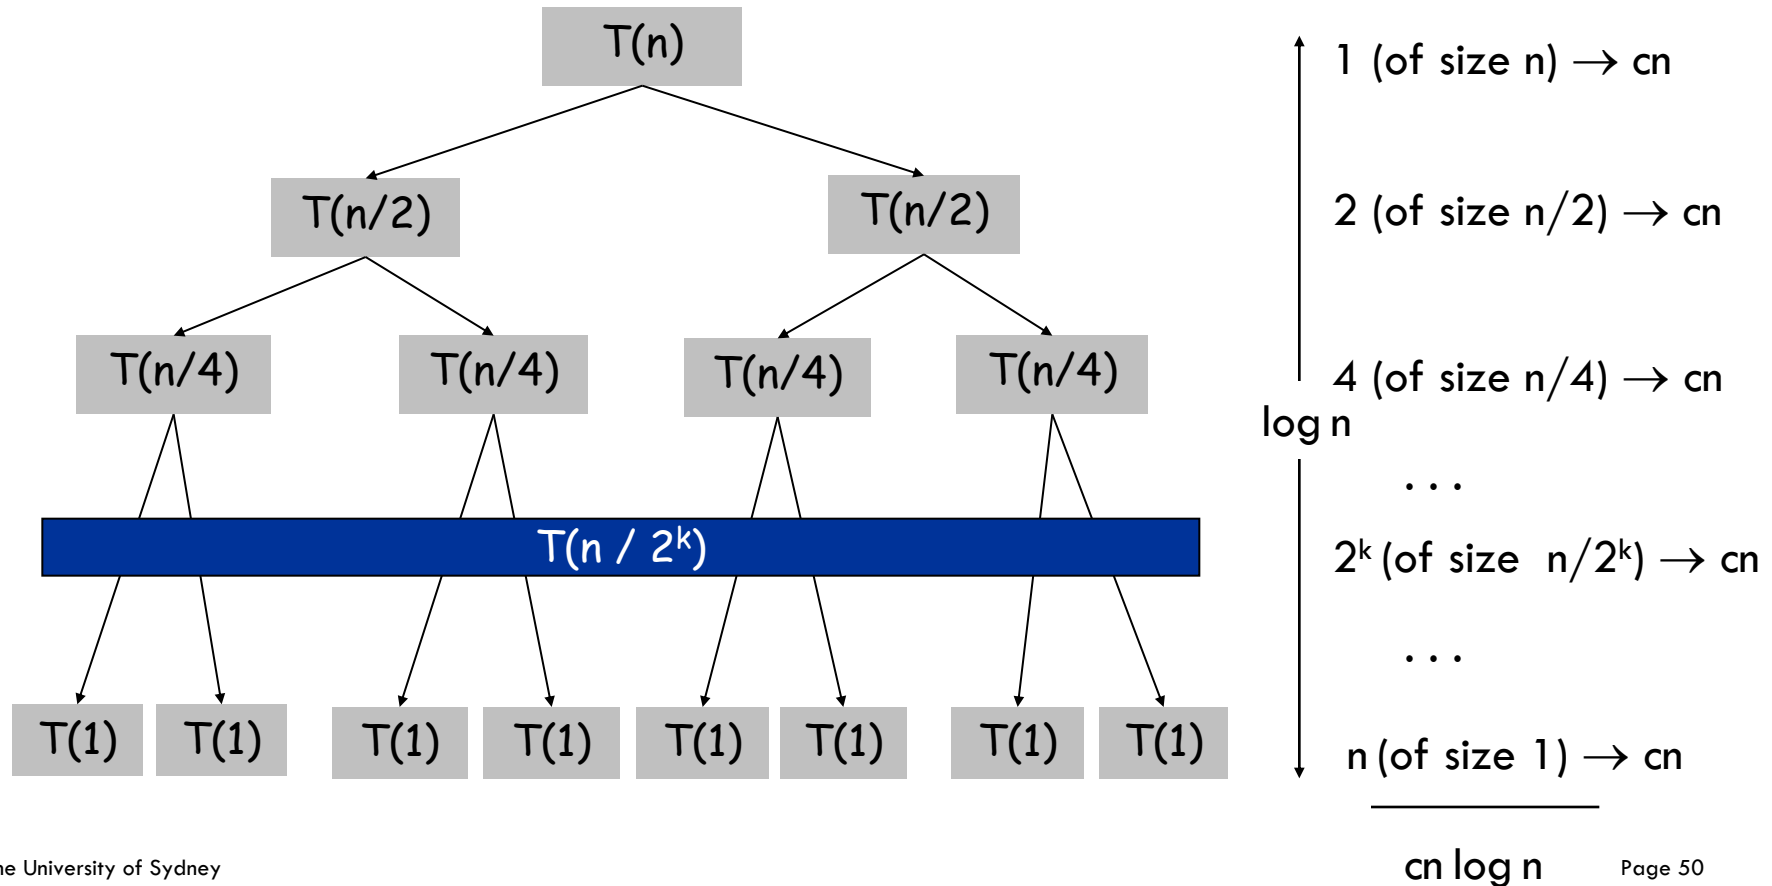 T(n)
1 (of size n) → cn
T(n/2) T(n/2)
2 (of size n/2) → cn
T(n/4) T(n/4) T(n/4) T(n/4)
4 (of size n/4) → cn
log n
. . .
T(n / 2ᵏ)
2ᵏ (of size n/2ᵏ) → cn
. . .
T(1) T(1) T(1) T(1) T(1) T(1) T(1) T(1)
n (of size 1) → cn
cn log n
ne University of Sydney
Page 50